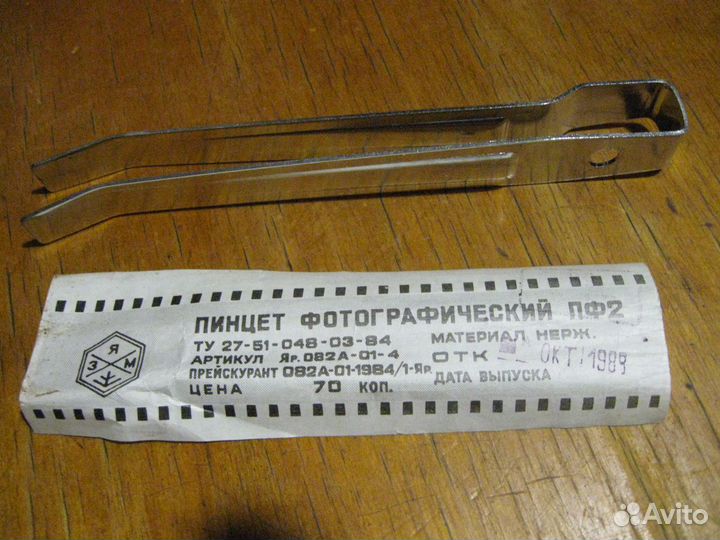 ПИНЦЕТ ФОТОГРАФИЧЕСКИЙ ПФ2
ТУ 27-51-048-03-84
АРТИКУЛ Яр. 082А-01-4
ПРЕЙСКУРАНТ 082А-01-1984/1-Яр.
ЦЕНА 70 КОП.
МАТЕРИАЛ НЕРЖ.
ОТК ОКТ 1989
ДАТА ВЫПУСКА
Я
З М
Avito